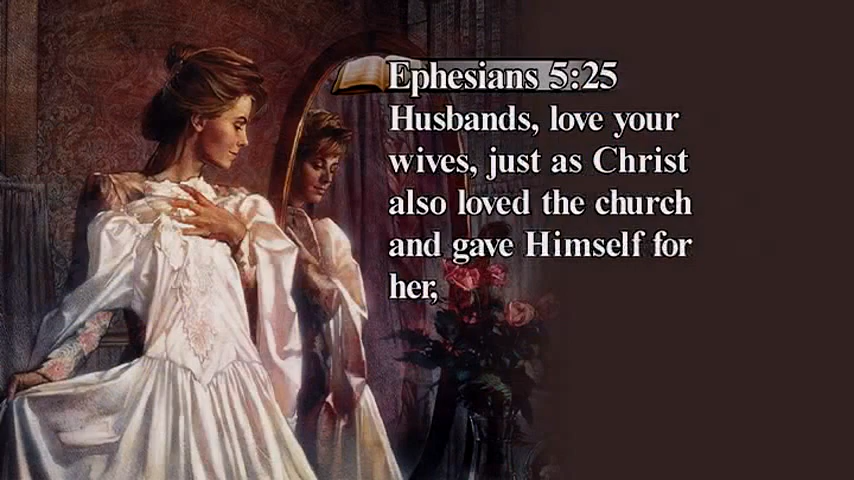 Ephesians 5:25
Husbands, love your
wives, just as Christ
also loved the church
and gave Himself for
her,